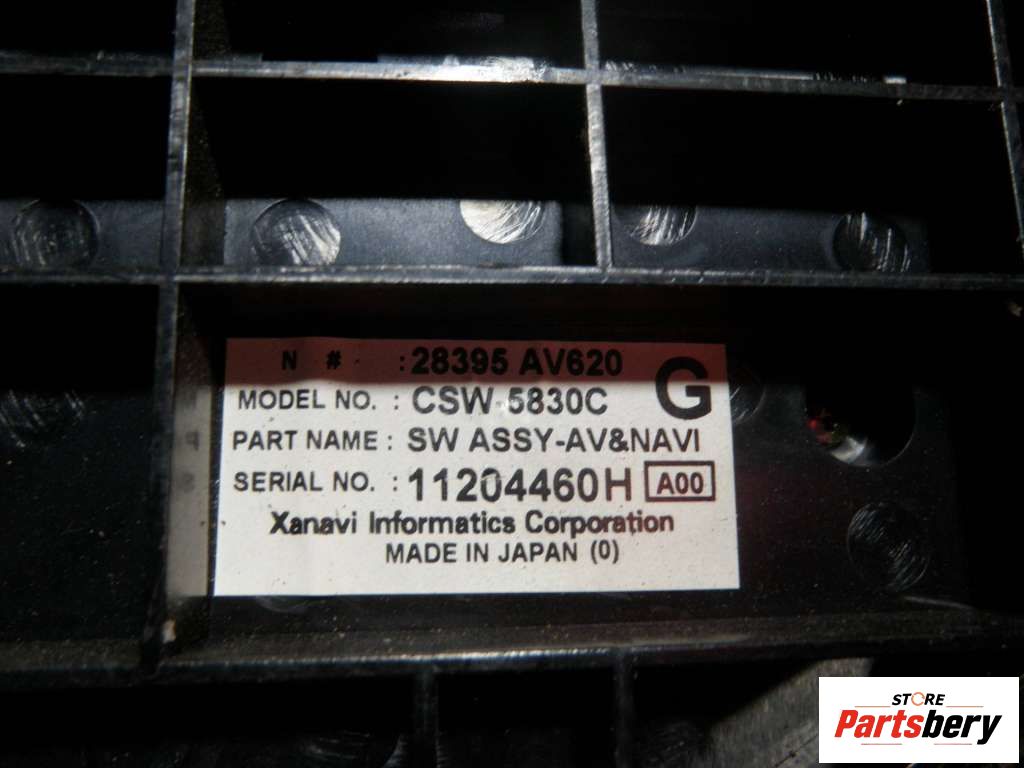 N # : 28395 AV620
G
MODEL NO. : CSW-5830C
PART NAME : SW ASSY-AV&NAVI
SERIAL NO. : 11204460H A00
Xanavi Informatics Corporation
MADE IN JAPAN (0)
STORE
Partsbery